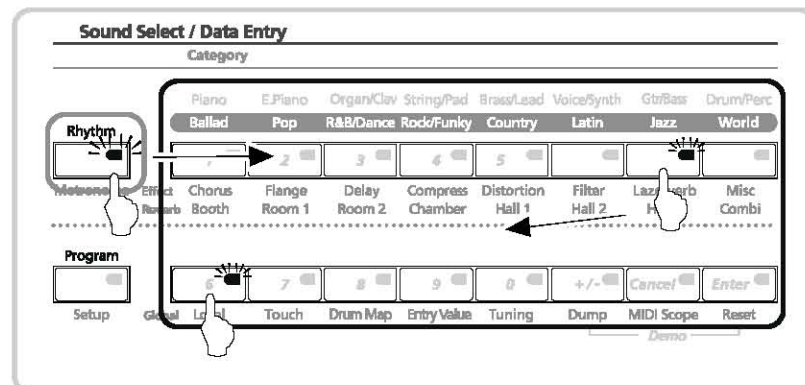 Sound Select / Data Entry
Category
Piano E.Piano Organ/Clav String/Pad Brass/Lead Voice/Synth Gtr/Bass Drum/Perc
Rhythm Ballad Pop R&B/Dance Rock/Funky Country Latin Jazz World
2 3 4 5
Effect Chorus Flange Delay Compress Distortion Filter Misc
Reverb Booth Room 1 Room 2 Chamber Hall 1 Hall 2 Combi
Program
6 7 8 9 0 +/- Cancel Enter
Setup Global Local Touch Drum Map Entry Value Tuning Dump MIDI Scope Reset
Demo